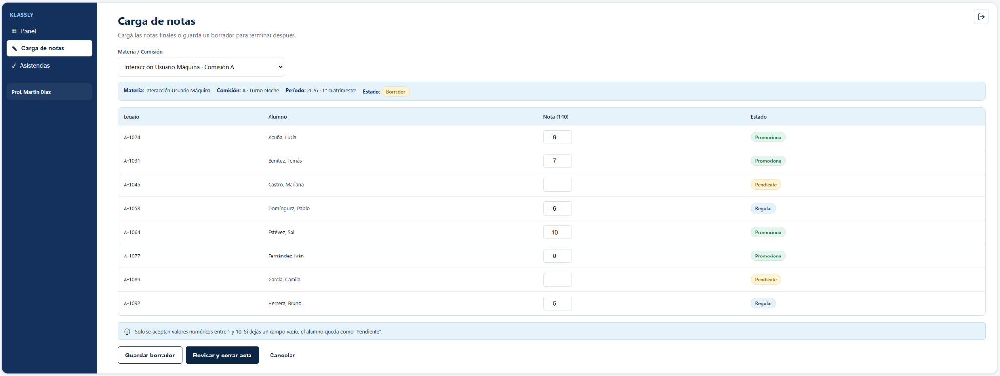 KLASSLY
Panel
Carga de notas
Asistencias
Prof. Martín Díaz
Carga de notas
Cargá las notas finales o guardá un borrador para terminar después.
Materia / Comisión
Interacción Usuario Máquina · Comisión A
Materia: Interacción Usuario Máquina Comisión: A · Turno Noche Período: 2026 · 1° cuatrimestre Estado: Borrador
Legajo Alumno Nota (1-10) Estado
A-1024 Acuña, Lucía 9 Promociona
A-1031 Benítez, Tomás 7 Promociona
A-1045 Castro, Mariana Pendiente
A-1058 Domínguez, Pablo 6 Regular
A-1064 Estévez, Sol 10 Promociona
A-1077 Fernández, Iván 8 Promociona
A-1089 García, Camila Pendiente
A-1092 Herrera, Bruno 5 Regular
Solo se aceptan valores numéricos entre 1 y 10. Si dejás un campo vacío, el alumno queda como "Pendiente".
Guardar borrador Revisar y cerrar acta Cancelar